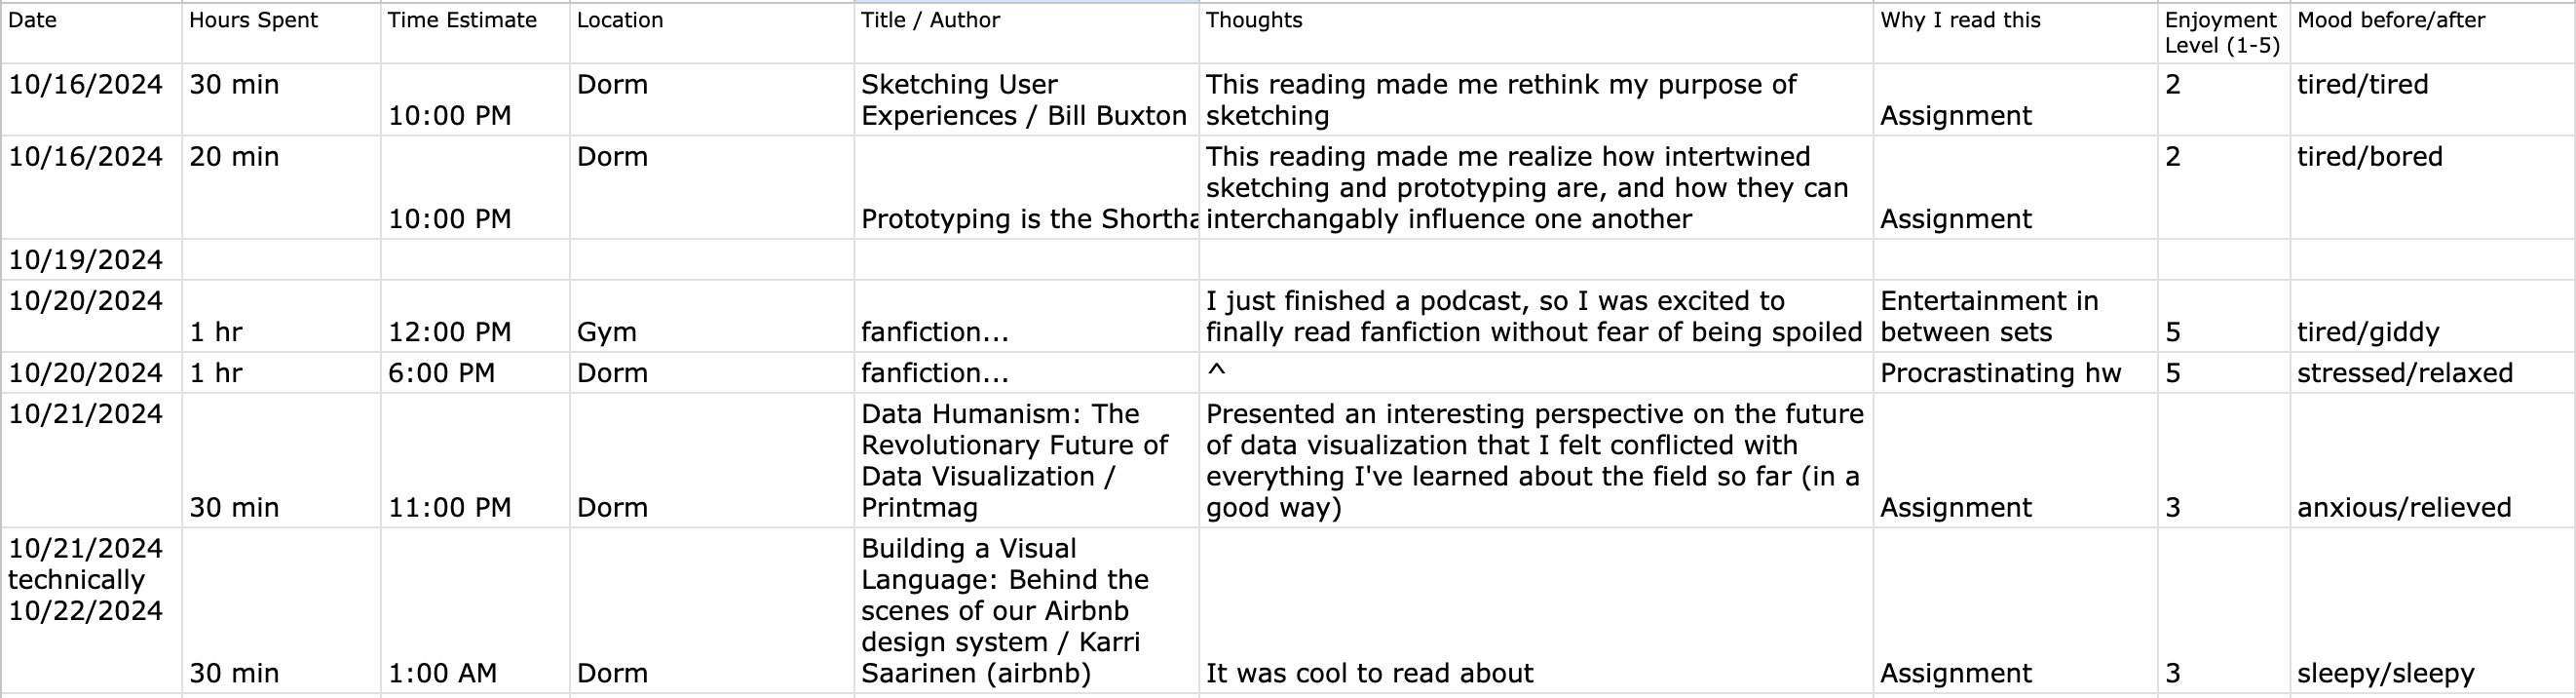 Date Hours Spent Time Estimate Location Title / Author Thoughts Why I read this Enjoyment Level (1-5) Mood before/after
10/16/2024 30 min 10:00 PM Dorm Sketching User Experiences / Bill Buxton This reading made me rethink my purpose of sketching Assignment 2 tired/tired
10/16/2024 20 min 10:00 PM Dorm Prototyping is the Shortha This reading made me realize how intertwined sketching and prototyping are, and how they can interchangably influence one another Assignment 2 tired/bored
10/19/2024
10/20/2024 1 hr 12:00 PM Gym fanfiction... I just finished a podcast, so I was excited to finally read fanfiction without fear of being spoiled Entertainment in between sets 5 tired/giddy
10/20/2024 1 hr 6:00 PM Dorm fanfiction... ^ Procrastinating hw 5 stressed/relaxed
10/21/2024 30 min 11:00 PM Dorm Data Humanism: The Revolutionary Future of Data Visualization / Printmag Presented an interesting perspective on the future of data visualization that I felt conflicted with everything I've learned about the field so far (in a good way) Assignment 3 anxious/relieved
10/21/2024 technically 10/22/2024 30 min 1:00 AM Dorm Building a Visual Language: Behind the scenes of our Airbnb design system / Karri Saarinen (airbnb) It was cool to read about Assignment 3 sleepy/sleepy